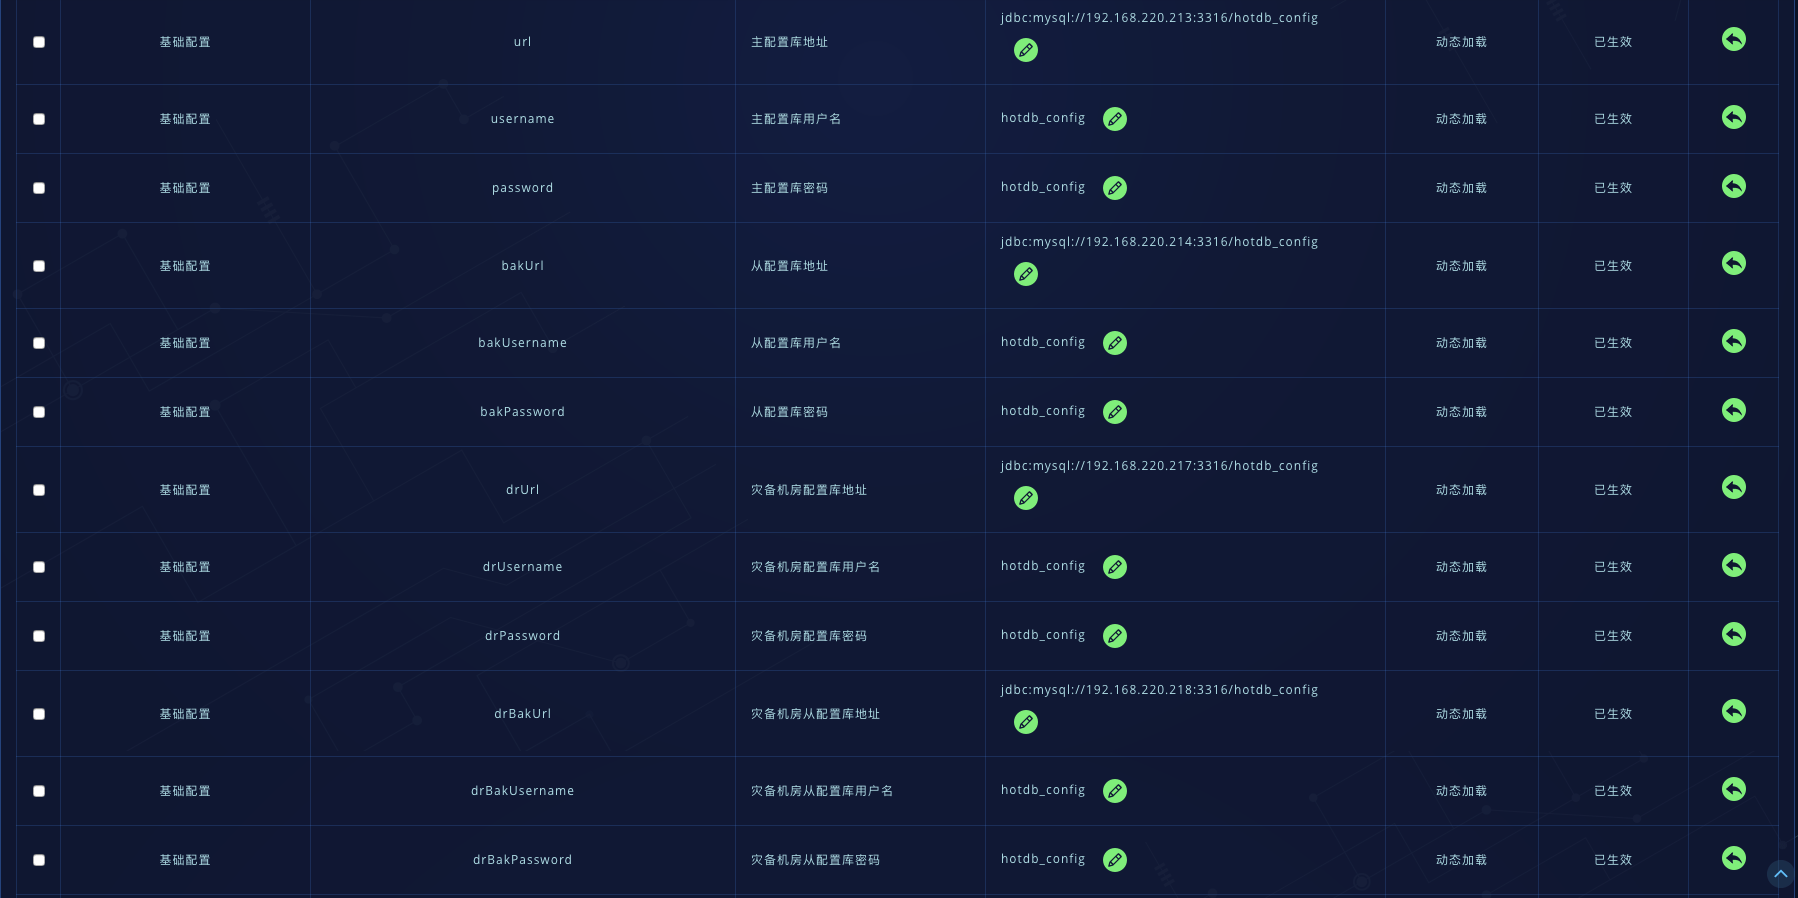 jdbc:mysql://192.168.220.213:3316/hotdb_config
基础配置 url 主配置库地址 动态加载 已生效
基础配置 username 主配置库用户名 hotdb_config 动态加载 已生效
基础配置 password 主配置库密码 hotdb_config 动态加载 已生效
jdbc:mysql://192.168.220.214:3316/hotdb_config
基础配置 bakUrl 从配置库地址 动态加载 已生效
基础配置 bakUsername 从配置库用户名 hotdb_config 动态加载 已生效
基础配置 bakPassword 从配置库密码 hotdb_config 动态加载 已生效
jdbc:mysql://192.168.220.217:3316/hotdb_config
基础配置 drUrl 灾备机房配置库地址 动态加载 已生效
基础配置 drUsername 灾备机房配置库用户名 hotdb_config 动态加载 已生效
基础配置 drPassword 灾备机房配置库密码 hotdb_config 动态加载 已生效
jdbc:mysql://192.168.220.218:3316/hotdb_config
基础配置 drBakUrl 灾备机房从配置库地址 动态加载 已生效
基础配置 drBakUsername 灾备机房从配置库用户名 hotdb_config 动态加载 已生效
基础配置 drBakPassword 灾备机房从配置库密码 hotdb_config 动态加载 已生效